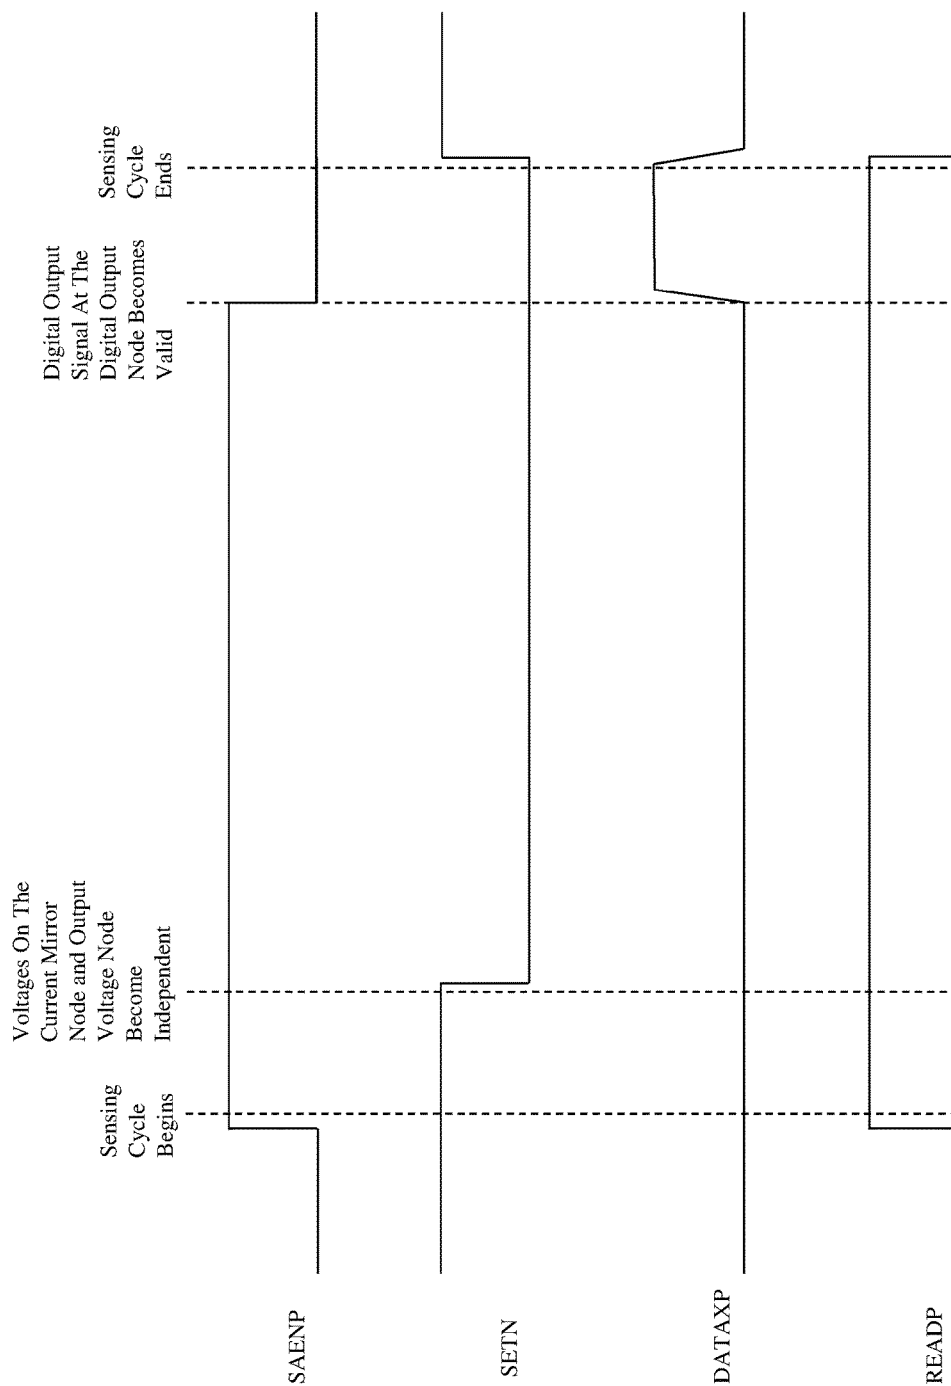 Sensing
Cycle
Begins
Voltages On The
Current Mirror
Node and Output
Voltage Node
Become
Independent
Digital Output
Signal At The
Digital Output
Node Becomes
Valid
Sensing
Cycle
Ends
SAENP
SETN
DATAXP
READP